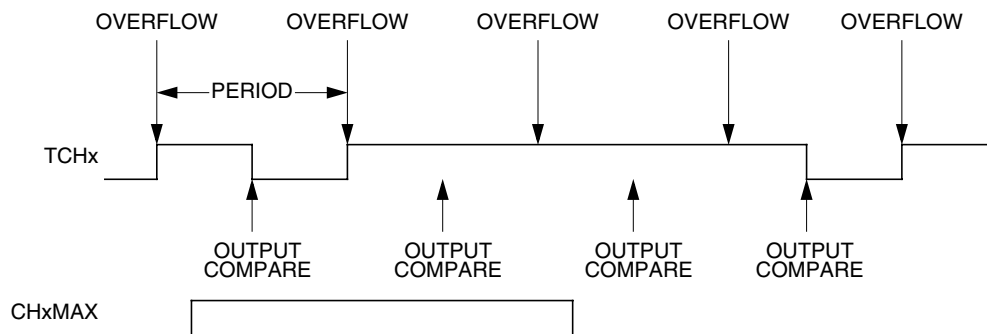 OVERFLOW OVERFLOW OVERFLOW OVERFLOW OVERFLOW
PERIOD
TCHx
OUTPUT OUTPUT OUTPUT OUTPUT
COMPARE COMPARE COMPARE COMPARE
CHxMAX